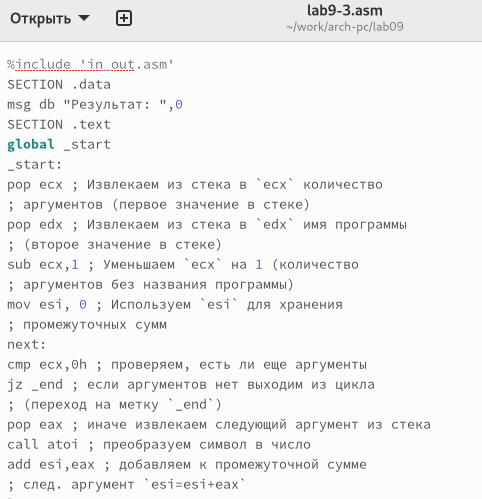 Открыть
lab9-3.asm
~/work/arch-pc/lab09
%include 'in_out.asm'
SECTION .data
msg db "Результат: ",0
SECTION .text
global _start
_start:
pop ecx ; Извлекаем из стека в `ecx` количество
; аргументов (первое значение в стеке)
pop edx ; Извлекаем из стека в `edx` имя программы
; (второе значение в стеке)
sub ecx,1 ; Уменьшаем `ecx` на 1 (количество
; аргументов без названия программы)
mov esi, 0 ; Используем `esi` для хранения
; промежуточных сумм
next:
cmp ecx,0h ; проверяем, есть ли еще аргументы
jz _end ; если аргументов нет выходим из цикла
; (переход на метку `_end`)
pop eax ; иначе извлекаем следующий аргумент из стека
call atoi ; преобразуем символ в число
add esi,eax ; добавляем к промежуточной сумме
; след. аргумент `esi=esi+eax`